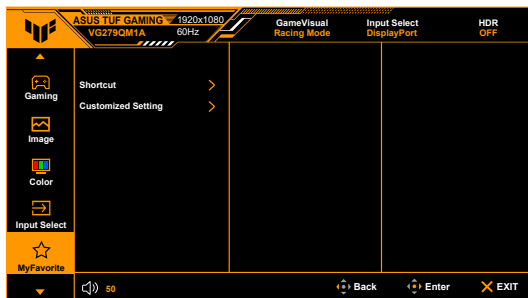 ASUS TUF GAMING 1920x1080
VG279QM1A 60Hz
GameVisual
Racing Mode
Input Select
DisplayPort
HDR
OFF
Gaming
Image
Color
Input Select
MyFavorite
Shortcut
Customized Setting
50
Back
Enter
EXIT